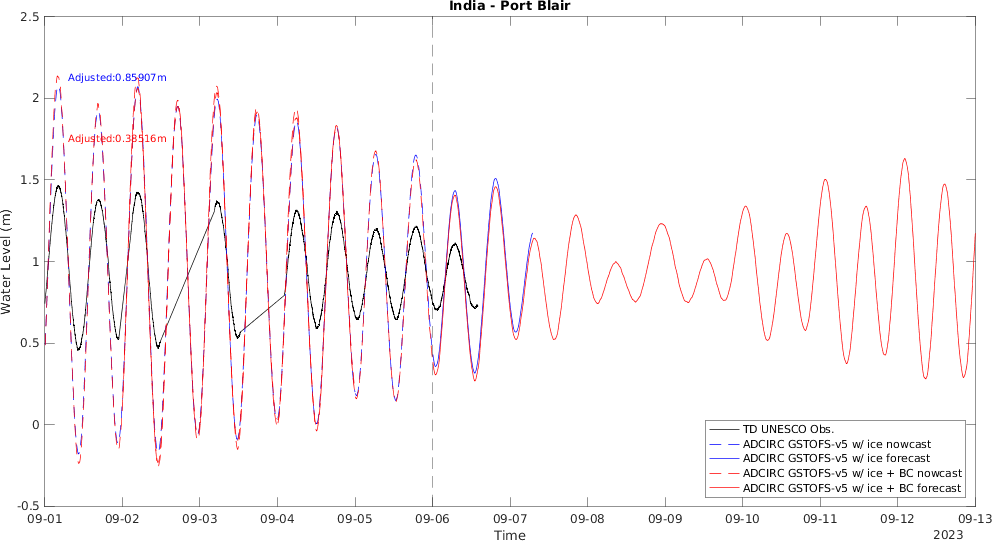 India - Port Blair
Water Level (m)
2.5
2
1.5
1
0.5
0
-0.5
Adjusted:0.85907m
Adjusted:0.38516m
TD UNESCO Obs.
ADCIRC GSTOFS-v5 w/ ice nowcast
ADCIRC GSTOFS-v5 w/ ice forecast
ADCIRC GSTOFS-v5 w/ ice + BC nowcast
ADCIRC GSTOFS-v5 w/ ice + BC forecast
09-01 09-02 09-03 09-04 09-05 09-06 09-07 09-08 09-09 09-10 09-11 09-12 09-13
Time
2023